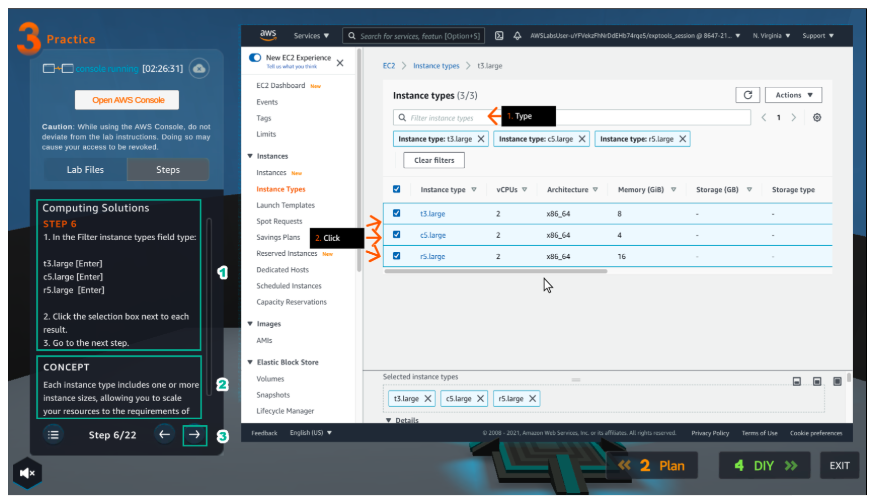 3 Practice
console running [02:26:31]
Open AWS Console
Caution: While using the AWS Console, do not
deviate from the lab instructions. Doing so may
cause your access to be revoked.
Lab Files
Steps
Computing Solutions
STEP 6
1. In the Filter instance types field type:
t3.large [Enter]
c5.large [Enter]
r5.large [Enter]
2. Click the selection box next to each
result.
3. Go to the next step.
1
CONCEPT
Each instance type includes one or more
instance sizes, allowing you to scale
your resources to the requirements of
2
Step 6/22
3
aws Services ▼ Search for services, featur [Option+S] N. Virginia ▼ Support ▼
New EC2 Experience
Tell us what you think
EC2 Dashboard New
Events
Tags
Limits
▼ Instances
Instances New
Instance Types
Launch Templates
Spot Requests
Savings Plans
Reserved Instances New
Dedicated Hosts
Scheduled Instances
Capacity Reservations
▼ Images
AMIs
▼ Elastic Block Store
Volumes
Snapshots
Lifecycle Manager
2. Click
EC2 > Instance types > t3.large
Instance types (3/3)
Actions ▼
Filter instance types
1. Type
< 1 >
Instance type: t3.large X Instance type: c5.large X Instance type: r5.large X
Clear filters
Instance type vCPUs Architecture Memory (GiB) Storage (GB) Storage type
t3.large 2 x86_64 8 - -
c5.large 2 x86_64 4 - -
r5.large 2 x86_64 16 - -
Selected instance types
t3.large X c5.large X r5.large X
▼ Details
Feedback English (US) ▼ © 2008 - 2021, Amazon Web Services, Inc. or its affiliates. All rights reserved. Privacy Policy Terms of Use Cookie preferences
2 Plan
4 DIY
EXIT